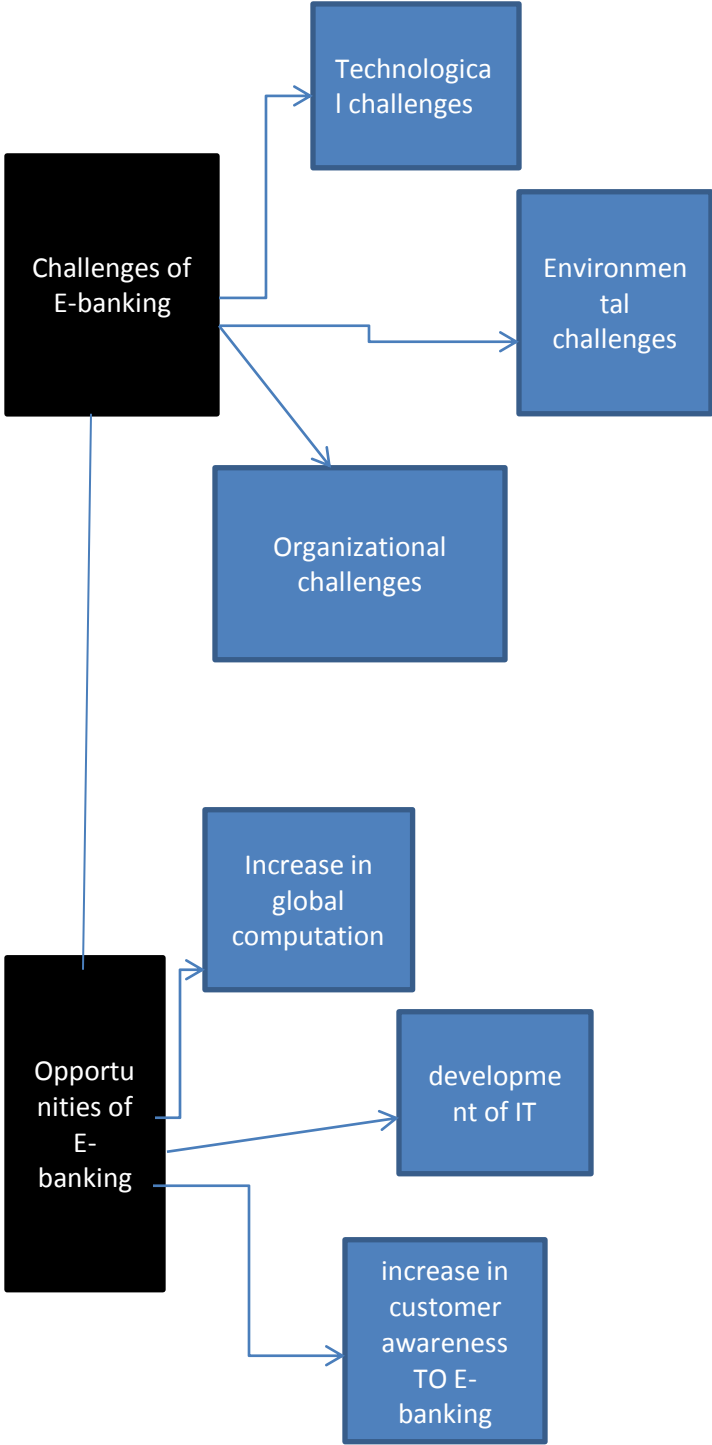 Technologica
l challenges
Challenges of
E-banking
Environmen
tal
challenges
Organizational
challenges
Increase in
global
computation
Opportu
nities of
E-
banking
developme
nt of IT
increase in
customer
awareness
TO E-
banking